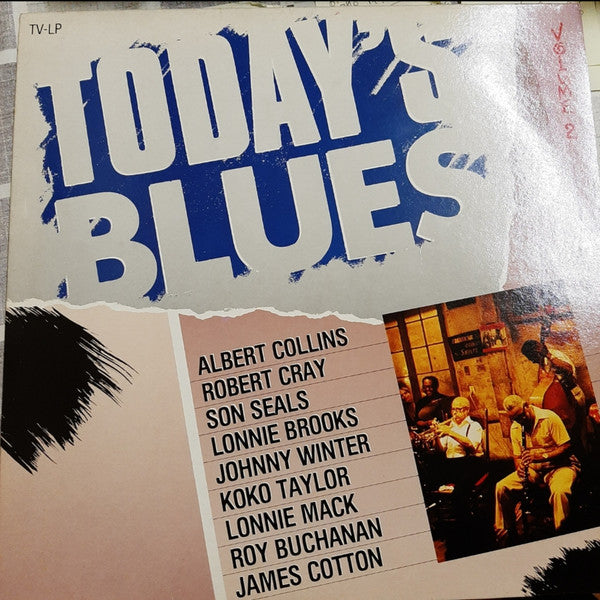 TV-LP
TODAY'S
BLUES
VOLUME 2
ALBERT COLLINS
ROBERT CRAY
SON SEALS
LONNIE BROOKS
JOHNNY WINTER
KOKO TAYLOR
LONNIE MACK
ROY BUCHANAN
JAMES COTTON